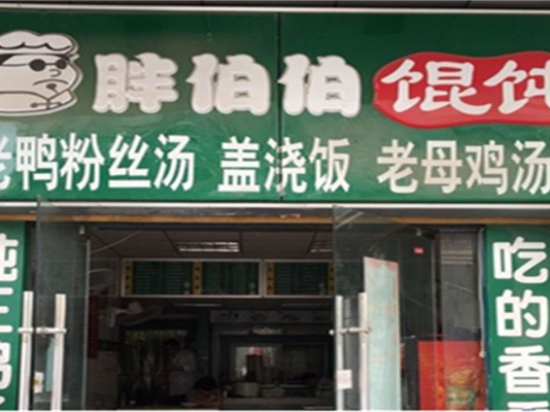 胖伯伯馄饨
老鸭粉丝汤 盖浇饭 老母鸡汤
吃的香